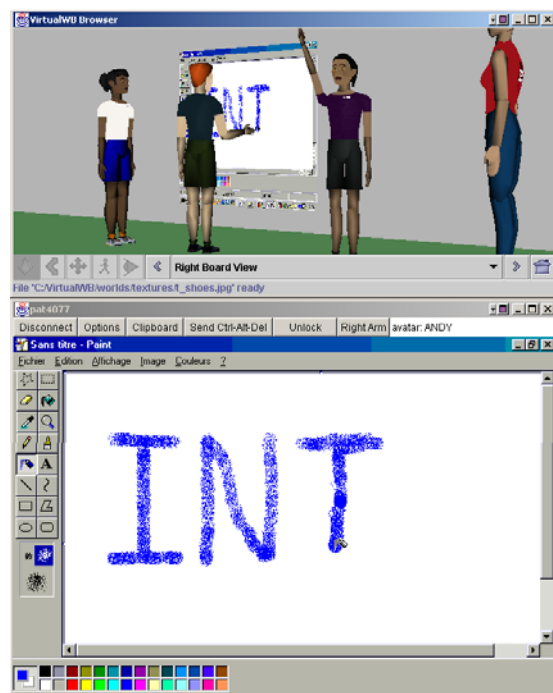 VirtualWB Browser
INT
Right Board View
File 'C:/VirtualWB/worlds/textures/t_shoes.jpg' ready
pat4077
Disconnect Options Clipboard Send Ctrl-Alt-Del Unlock Right Arm avatar: ANDY
Sans titre - Paint
Fichier Edition Affichage Image Couleurs ?
A
INT